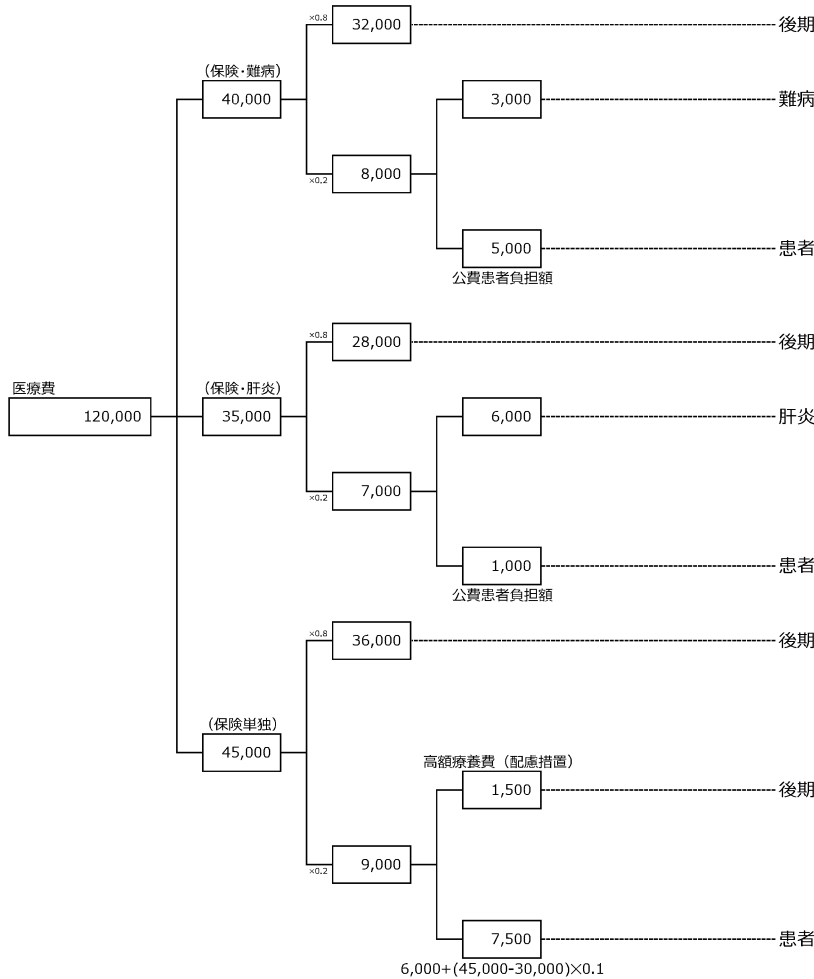 ×0.8
32,000
後期
（保険・難病）
40,000
3,000
難病
×0.2
8,000
5,000
患者
公費患者負担額
×0.8
28,000
後期
医療費
120,000
（保険・肝炎）
35,000
6,000
肝炎
×0.2
7,000
1,000
患者
公費患者負担額
×0.8
36,000
後期
（保険単独）
45,000
高額療養費（配慮措置）
1,500
後期
×0.2
9,000
7,500
患者
6,000+(45,000-30,000)×0.1